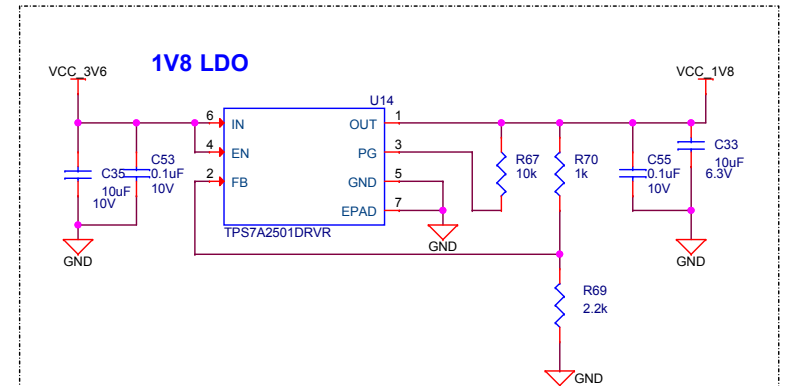 1V8 LDO
VCC_3V6
VCC_1V8
U14
6
IN
OUT
1
4
EN
PG
3
2
FB
GND
5
EPAD
7
TPS7A2501DRVR
C35
10uF
10V
C53
0.1uF
10V
R67
10k
R70
1k
C55
0.1uF
10V
C33
10uF
6.3V
GND
GND
GND
R69
2.2k
GND